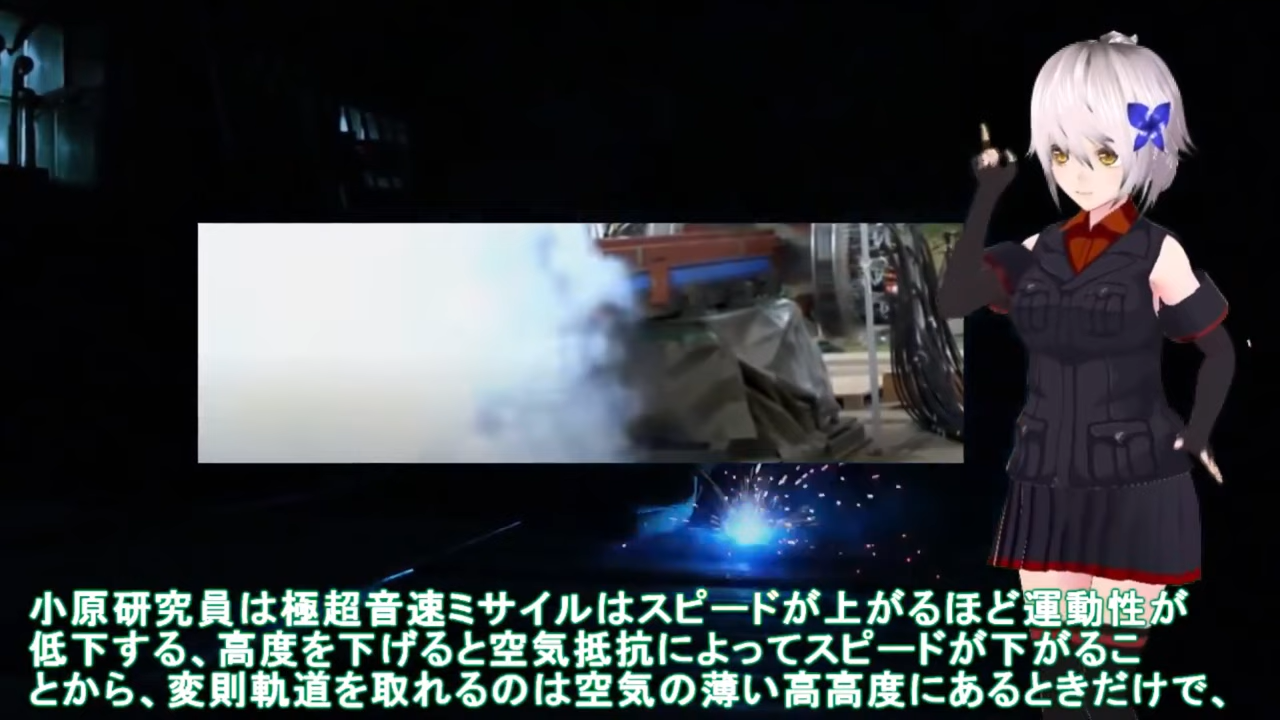 小原研究員は極超音速ミサイルはスピードが上がるほど運動性が
低下する、高度を下げると空気抵抗によってスピードが下がるこ
とから、変則軌道を取れるのは空気の薄い高高度にあるときだけで、